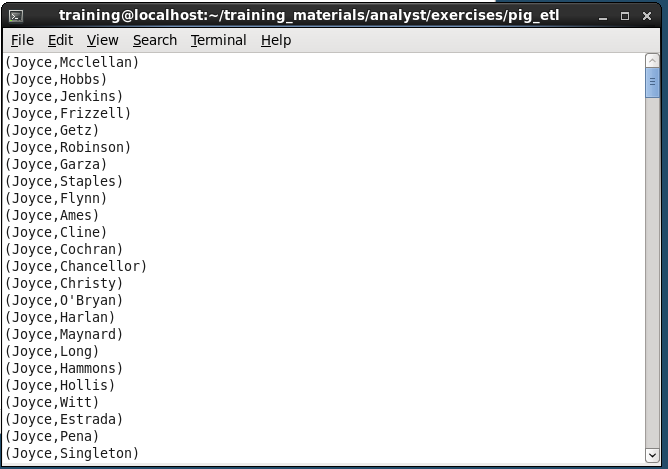 training@localhost:~/training_materials/analyst/exercises/pig_etl
File Edit View Search Terminal Help
(Joyce,Mcclellan)
(Joyce,Hobbs)
(Joyce,Jenkins)
(Joyce,Frizzell)
(Joyce,Getz)
(Joyce,Robinson)
(Joyce,Garza)
(Joyce,Staples)
(Joyce,Flynn)
(Joyce,Ames)
(Joyce,Cline)
(Joyce,Cochran)
(Joyce,Chancellor)
(Joyce,Christy)
(Joyce,O'Bryan)
(Joyce,Harlan)
(Joyce,Maynard)
(Joyce,Long)
(Joyce,Hammons)
(Joyce,Hollis)
(Joyce,Witt)
(Joyce,Estrada)
(Joyce,Pena)
(Joyce,Singleton)